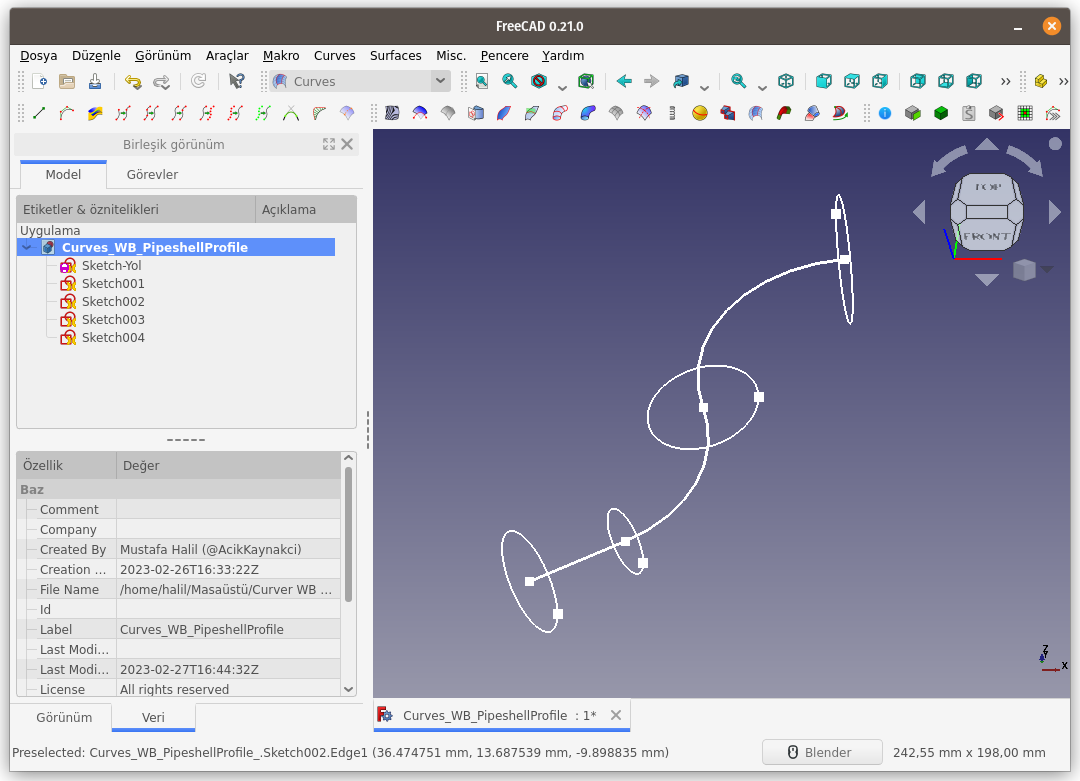 FreeCAD 0.21.0
Dosya Düzenle Görünüm Araçlar Makro Curves Surfaces Misc. Pencere Yardım
Curves
Birleşik görünüm
Model Görevler
Etiketler & öznitelikleri Açıklama
Uygulama
Curves_WB_PipeshellProfile
Sketch-Yol
Sketch001
Sketch002
Sketch003
Sketch004
Özellik Değer
Baz
Comment
Company
Created By Mustafa Halil (@AcikKaynakci)
Creation ... 2023-02-26T16:33:22Z
File Name /home/halil/Masaüstü/Curver WB ...
Id
Label Curves_WB_PipeshellProfile
Last Modi...
Last Modi... 2023-02-27T16:44:32Z
License All rights reserved
Görünüm Veri
TOP
FRONT
Z
Y
X
Curves_WB_PipeshellProfile : 1*
Preselected: Curves_WB_PipeshellProfile_.Sketch002.Edge1 (36.474751 mm, 13.687539 mm, -9.898835 mm) Blender 242,55 mm x 198,00 mm